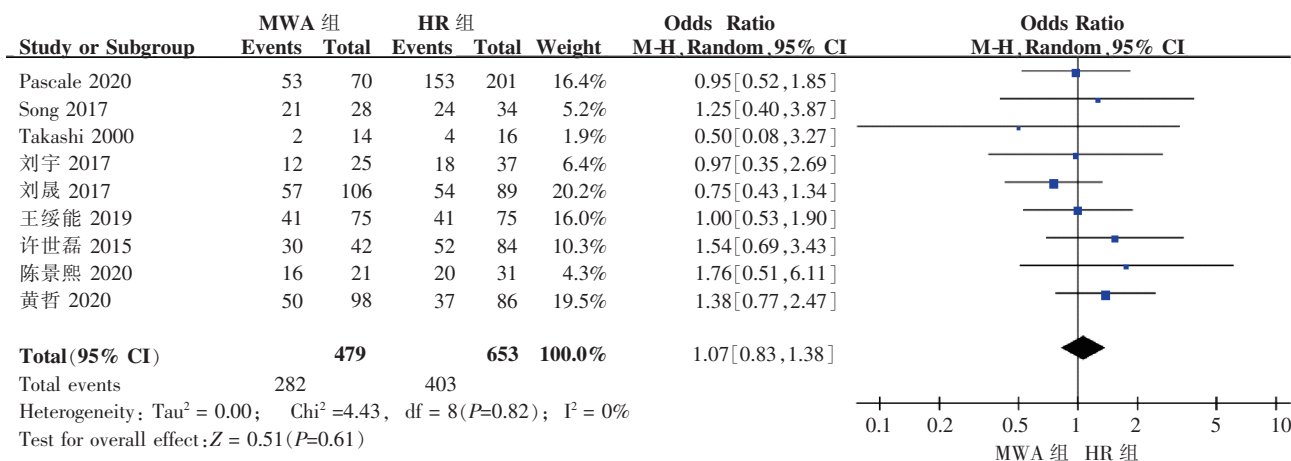 MWA 组 HR 组 Odds Ratio Odds Ratio
Study or Subgroup Events Total Events Total Weight M-H,Random,95% CI M-H,Random,95% CI
Pascale 2020 53 70 153 201 16.4% 0.95[0.52,1.85]
Song 2017 21 28 24 34 5.2% 1.25[0.40,3.87]
Takashi 2000 2 14 4 16 1.9% 0.50[0.08,3.27]
刘宇 2017 12 25 18 37 6.4% 0.97[0.35,2.69]
刘晟 2017 57 106 54 89 20.2% 0.75[0.43,1.34]
王绥能 2019 41 75 41 75 16.0% 1.00[0.53,1.90]
许世磊 2015 30 42 52 84 10.3% 1.54[0.69,3.43]
陈景熙 2020 16 21 20 31 4.3% 1.76[0.51,6.11]
黄哲 2020 50 98 37 86 19.5% 1.38[0.77,2.47]
Total(95% CI) 479 653 100.0% 1.07[0.83,1.38]
Total events 282 403
Heterogeneity: Tau² = 0.00; Chi² =4.43, df = 8(P=0.82); I² = 0%
Test for overall effect:Z = 0.51(P=0.61)
0.1 0.2 0.5 1 2 5 10
MWA 组 HR 组